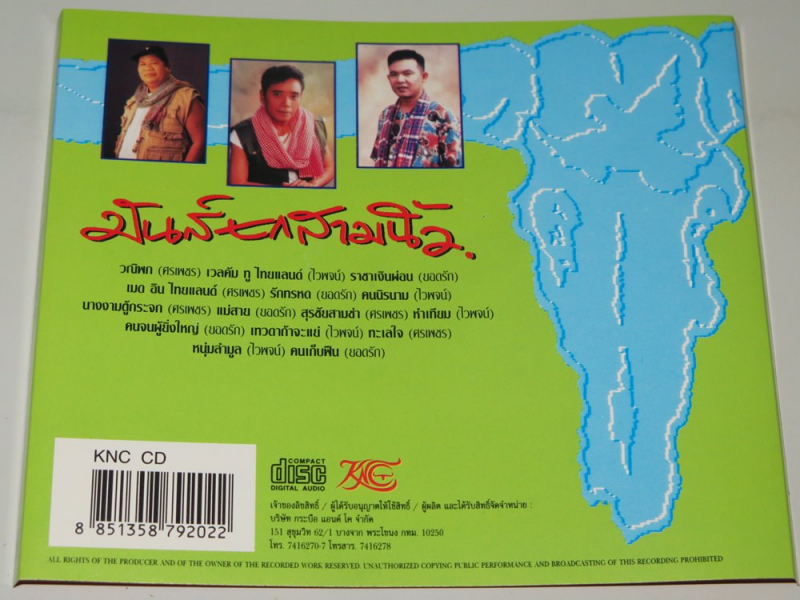 มันส์ยกสามนิ้ว.
วณิพก (ศรเพชร) เวลคัม ทู ไทยแลนด์ (ไวพจน์) ราชาเงินผ่อน (ยอดรัก)
เมด อิน ไทยแลนด์ (ศรเพชร) รักทรหด (ยอดรัก) คนนิรนาม (ไวพจน์)
นางงามตู้กระจก (ศรเพชร) แม่สาย (ยอดรัก) สุรชัยสามช่า (ศรเพชร) หำเทียม (ไวพจน์)
คนจนผู้ยิ่งใหญ่ (ยอดรัก) เทวดาก้าจะแย่ (ไวพจน์) ทะเลใจ (ศรเพชร)
หนุ่มลำมูล (ไวพจน์) คนเก็บฟืน (ยอดรัก)
KNC CD
8 851358 792022
COMPACT
disc
DIGITAL AUDIO
KNC
เจ้าของลิขสิทธิ์ / ผู้ได้รับอนุญาตให้ใช้สิทธิ์ / ผู้ผลิต และได้รับสิทธิ์จัดจำหน่าย :
บริษัท กระบือ แอนด์ โค จำกัด
151 สุขุมวิท 62/1 บางจาก พระโขนง กทม. 10250
โทร. 7416270-7 โทรสาร. 7416278
ALL RIGHTS OF THE PRODUCER AND OF THE OWNER OF THE RECORDED WORK RESERVED. UNAUTHORIZED COPYING PUBLIC PERFORMANCE AND BROADCASTING OF THIS RECORDING PROHIBITED